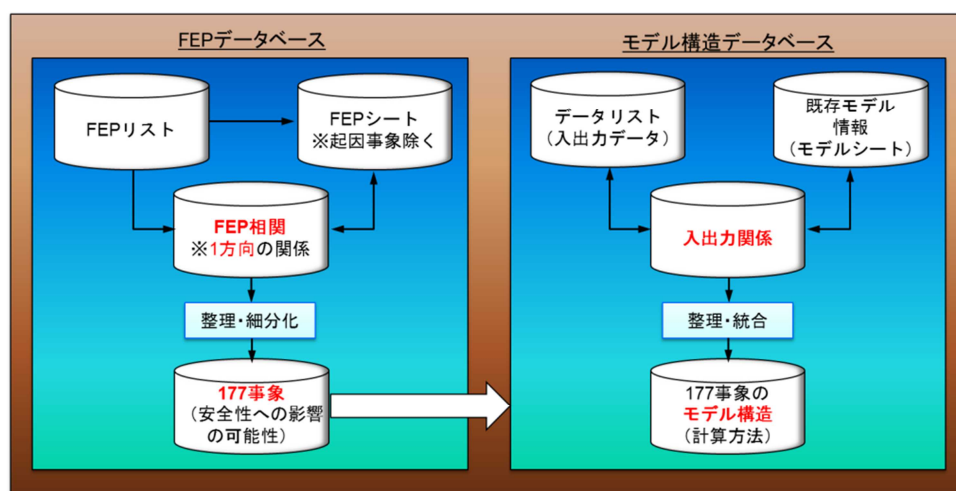 FEPデータベース
FEPリスト
FEPシート
※起因事象除く
FEP相関
※1方向の関係
整理・細分化
177事象
(安全性への影響
の可能性)
モデル構造データベース
データリスト
(入出力データ)
既存モデル
情報
(モデルシート)
入出力関係
整理・統合
177事象の
モデル構造
(計算方法)